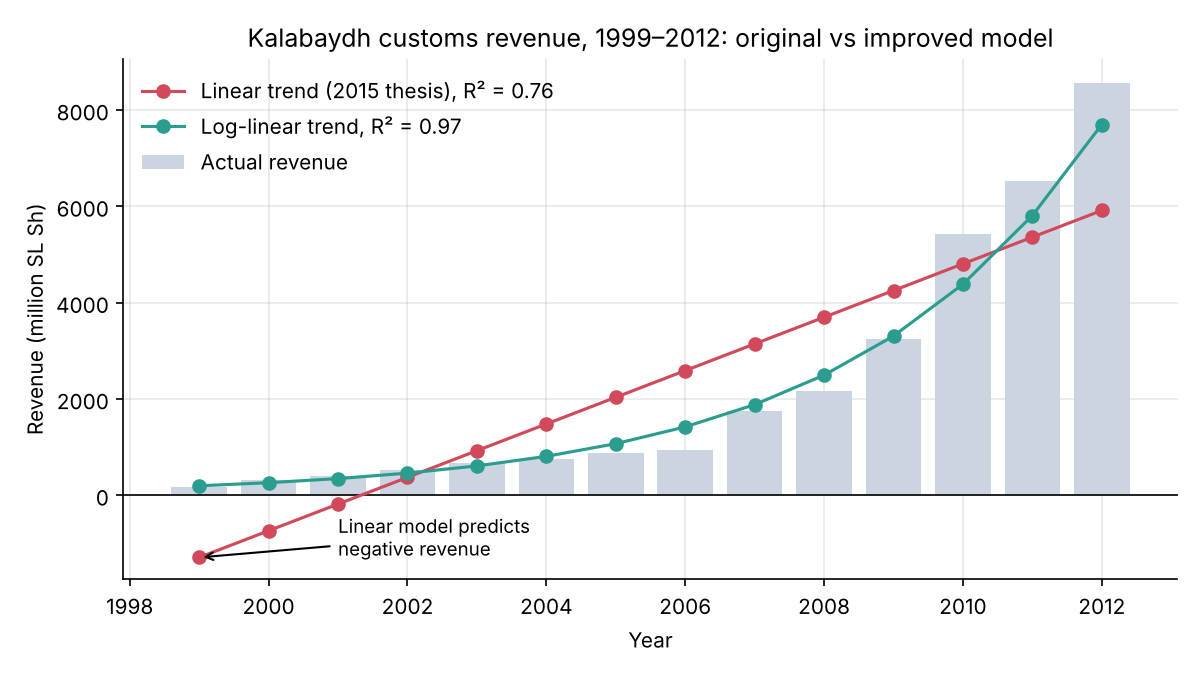 Kalabaydh customs revenue, 1999–2012: original vs improved model
Linear trend (2015 thesis), R² = 0.76
Log-linear trend, R² = 0.97
Actual revenue
Revenue (million SL Sh)
8000
6000
4000
2000
0
Linear model predicts
negative revenue
1998 2000 2002 2004 2006 2008 2010 2012
Year